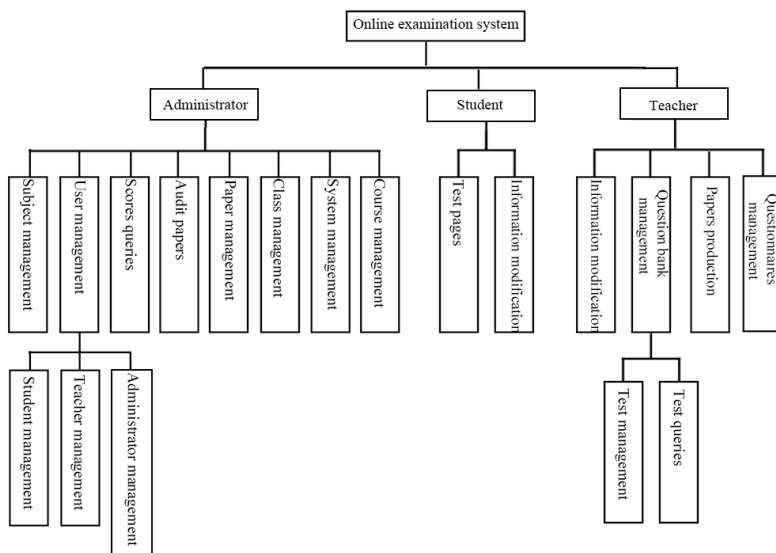 Online examination system
Administrator
Student
Teacher
Subject management
User management
Scores queries
Audit papers
Paper management
Class management
System management
Course management
Test pages
Information modification
Information modification
Question bank
management
Papers production
Questonnaires
management
Student management
Teacher management
Administrator management
Test management
Test queries